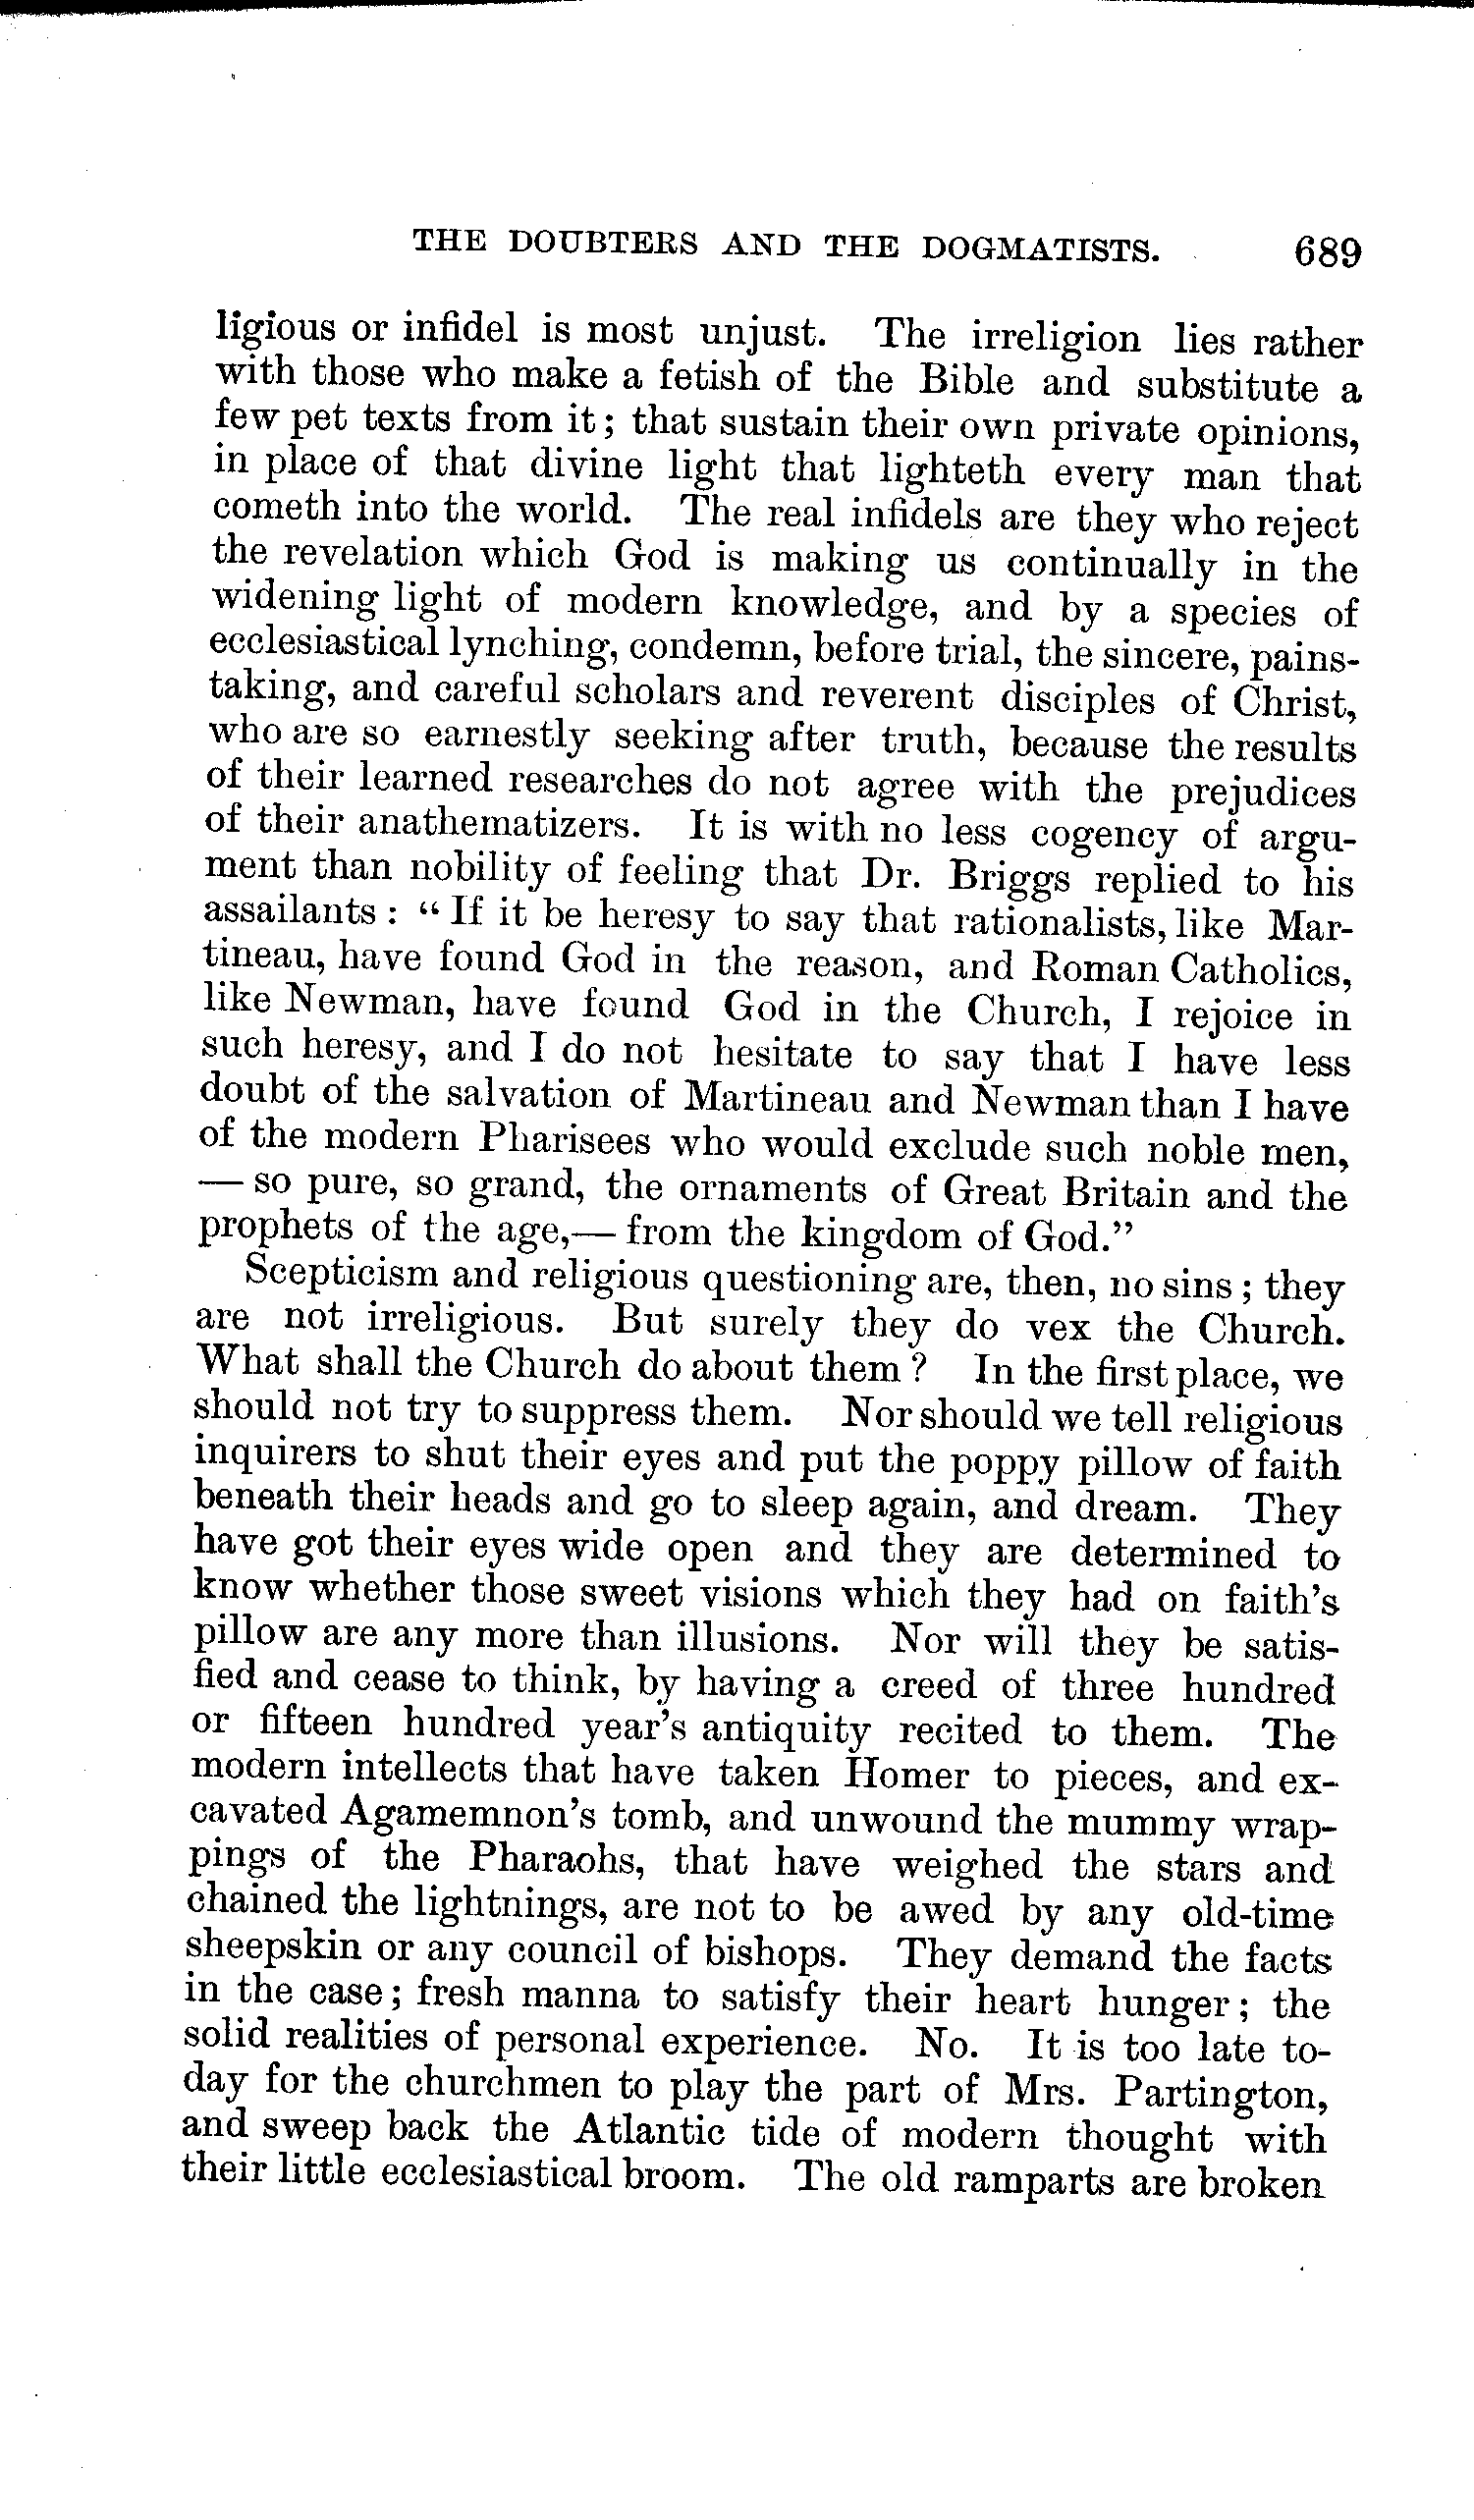 THE DOUBTERS AND THE DOGMATISTS. 689
ligious or infidel is most unjust. The irreligion lies rather
with those who make a fetish of the Bible and substitute a
few pet texts from it; that sustain their own private opinions,
in place of that divine light that lighteth every man that
cometh into the world. The real infidels are they who reject
the revelation which God is making us continually in the
widening light of modern knowledge, and by a species of
ecclesiastical lynching, condemn, before trial, the sincere, pains-
taking, and careful scholars and reverent disciples of Christ,
who are so earnestly seeking after truth, because the results
of their learned researches do not agree with the prejudices
of their anathematizers. It is with no less cogency of argu-
ment than nobility of feeling that Dr. Briggs replied to his
assailants: “If it be heresy to say that rationalists, like Mar-
tineau, have found God in the reason, and Roman Catholics,
like Newman, have found God in the Church, I rejoice in
such heresy, and I do not hesitate to say that I have less
doubt of the salvation of Martineau and Newman than I have
of the modern Pharisees who would exclude such noble men,
— so pure, so grand, the ornaments of Great Britain and the
prophets of the age,— from the kingdom of God.”
Scepticism and religious questioning are, then, no sins; they
are not irreligious. But surely they do vex the Church.
What shall the Church do about them? In the first place, we
should not try to suppress them. Nor should we tell religious
inquirers to shut their eyes and put the poppy pillow of faith
beneath their heads and go to sleep again, and dream. They
have got their eyes wide open and they are determined to
know whether those sweet visions which they had on faith’s
pillow are any more than illusions. Nor will they be satis-
fied and cease to think, by having a creed of three hundred
or fifteen hundred year’s antiquity recited to them. The
modern intellects that have taken Homer to pieces, and ex-
cavated Agamemnon’s tomb, and unwound the mummy wrap-
pings of the Pharaohs, that have weighed the stars and
chained the lightnings, are not to be awed by any old-time
sheepskin or any council of bishops. They demand the facts
in the case; fresh manna to satisfy their heart hunger; the
solid realities of personal experience. No. It is too late to-
day for the churchmen to play the part of Mrs. Partington,
and sweep back the Atlantic tide of modern thought with
their little ecclesiastical broom. The old ramparts are broken